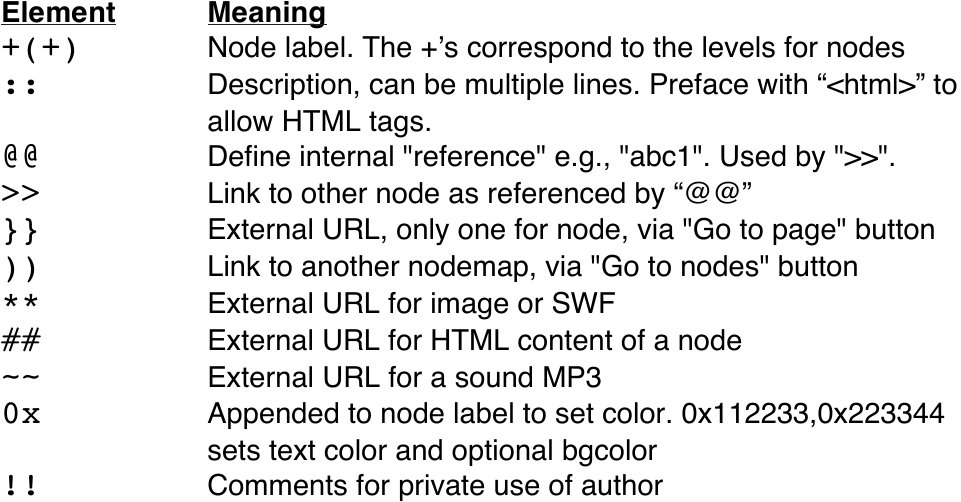 Element Meaning
+(+) Node label. The +’s correspond to the levels for nodes
:: Description, can be multiple lines. Preface with “<html>” to
allow HTML tags.
@@ Define internal "reference" e.g., "abc1". Used by ">>".
>> Link to other node as referenced by “@@”
}} External URL, only one for node, via "Go to page" button
)) Link to another nodemap, via "Go to nodes" button
** External URL for image or SWF
## External URL for HTML content of a node
~~ External URL for a sound MP3
0x Appended to node label to set color. 0x112233,0x223344
sets text color and optional bgcolor
!! Comments for private use of author